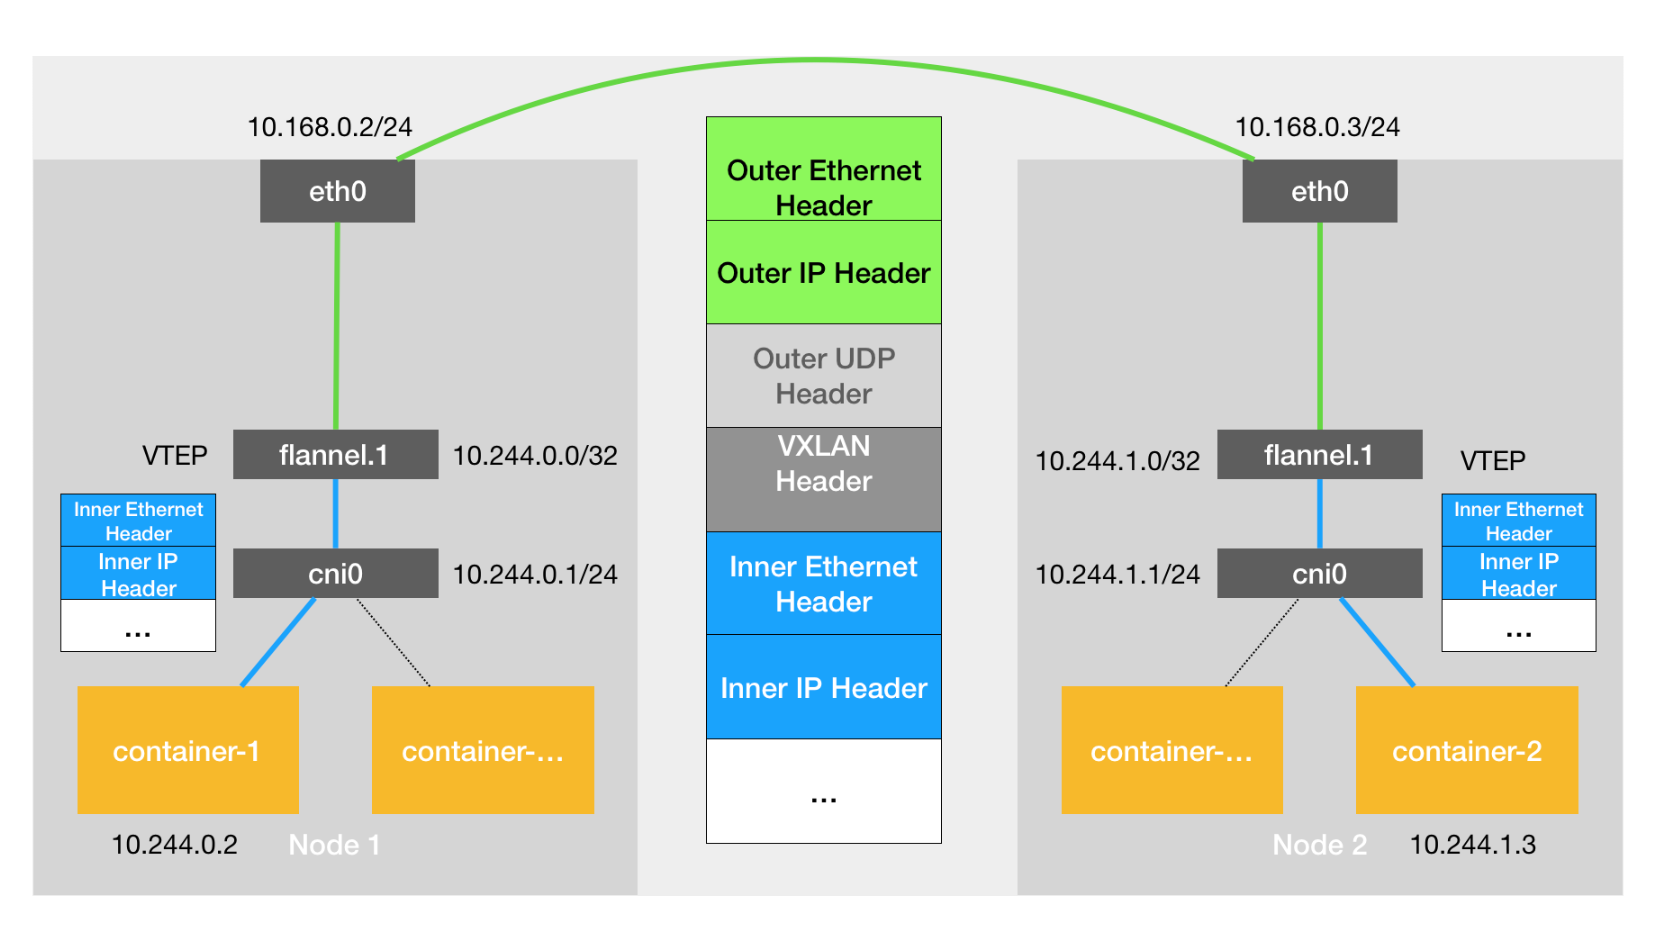 10.168.0.2/24
10.168.0.3/24
eth0
eth0
Outer Ethernet
Header
Outer IP Header
Outer UDP
Header
VXLAN
Header
Inner Ethernet
Header
Inner IP Header
...
VTEP
flannel.1
10.244.0.0/32
Inner Ethernet
Header
Inner IP
Header
...
cni0
10.244.0.1/24
container-1
container-...
10.244.0.2
Node 1
10.244.1.0/32
flannel.1
VTEP
10.244.1.1/24
cni0
Inner Ethernet
Header
Inner IP
Header
...
container-...
container-2
Node 2
10.244.1.3